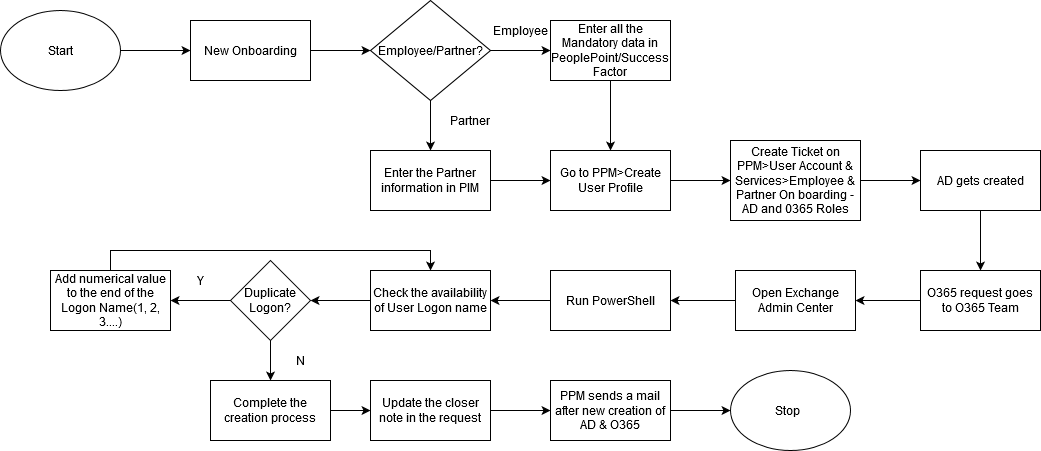 Start
New Onboarding
Employee/Partner?
Employee
Enter all the
Mandatory data in
PeoplePoint/Success
Factor
Partner
Enter the Partner
information in PIM
Go to PPM>Create
User Profile
Create Ticket on
PPM>User Account &
Services>Employee &
Partner On boarding -
AD and 0365 Roles
AD gets created
Add numerical value
to the end of the
Logon Name(1, 2,
3....)
Y
Duplicate
Logon?
Check the availability
of User Logon name
Run PowerShell
Open Exchange
Admin Center
O365 request goes
to O365 Team
N
Complete the
creation process
Update the closer
note in the request
PPM sends a mail
after new creation of
AD & O365
Stop